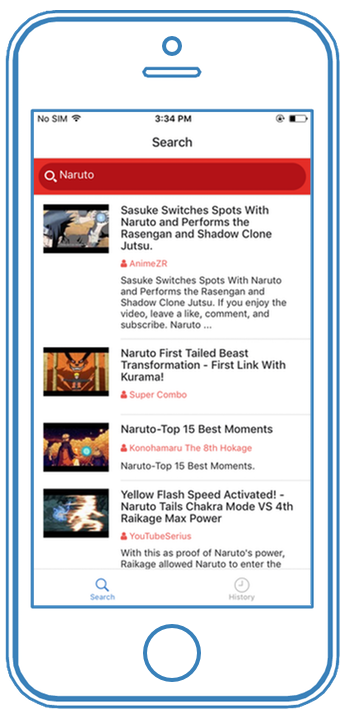 No SIM 3:34 PM
Search
Naruto
Sasuke Switches Spots With
Naruto and Performs the
Rasengan and Shadow Clone
Jutsu.
AnimeZR
Sasuke Switches Spots With Naruto
and Performs the Rasengan and
Shadow Clone Jutsu. If you enjoy the
video, leave a like, comment, and
subscribe. Naruto ...
Naruto First Tailed Beast
Transformation - First Link With
Kurama!
Super Combo
Naruto-Top 15 Best Moments
Konohamaru The 8th Hokage
Naruto-Top 15 Best Moments.
Yellow Flash Speed Activated! -
Naruto Tails Chakra Mode VS 4th
Raikage Max Power
YouTubeSerius
With this as proof of Naruto's power,
Raikage allowed Naruto to enter the
Search
History